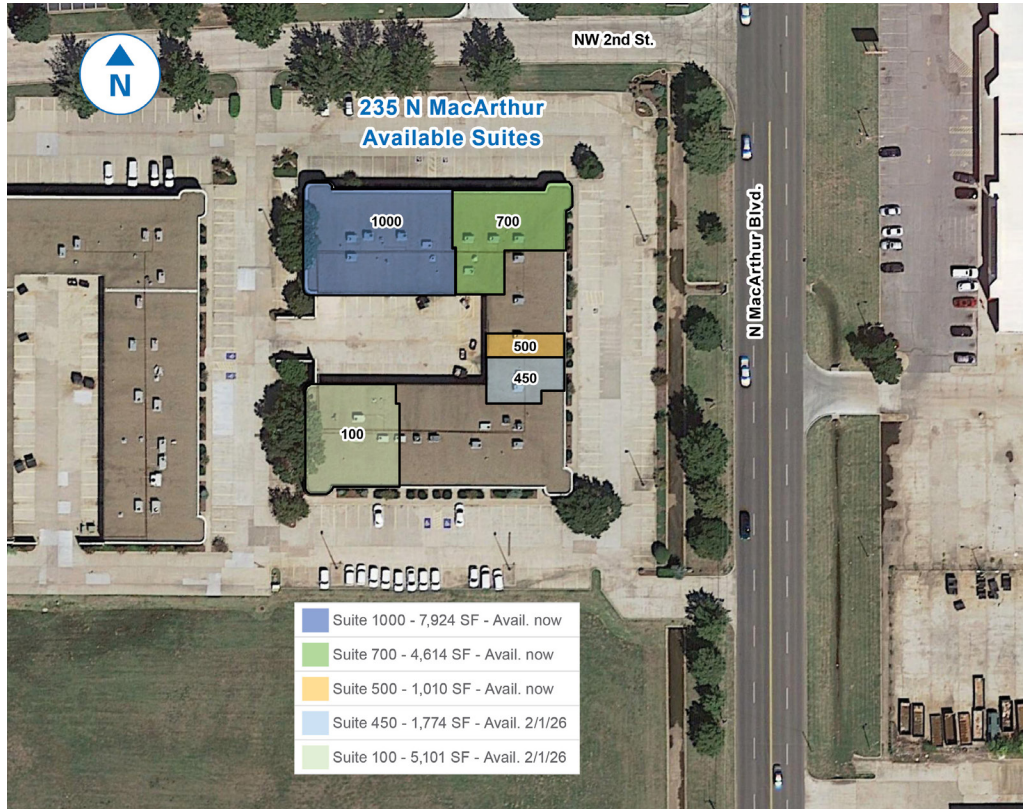 NW 2nd St.
N
235 N MacArthur
Available Suites
1000
700
N MacArthur Blvd.
500
450
100
Suite 1000 - 7,924 SF - Avail. now
Suite 700 - 4,614 SF - Avail. now
Suite 500 - 1,010 SF - Avail. now
Suite 450 - 1,774 SF - Avail. 2/1/26
Suite 100 - 5,101 SF - Avail. 2/1/26